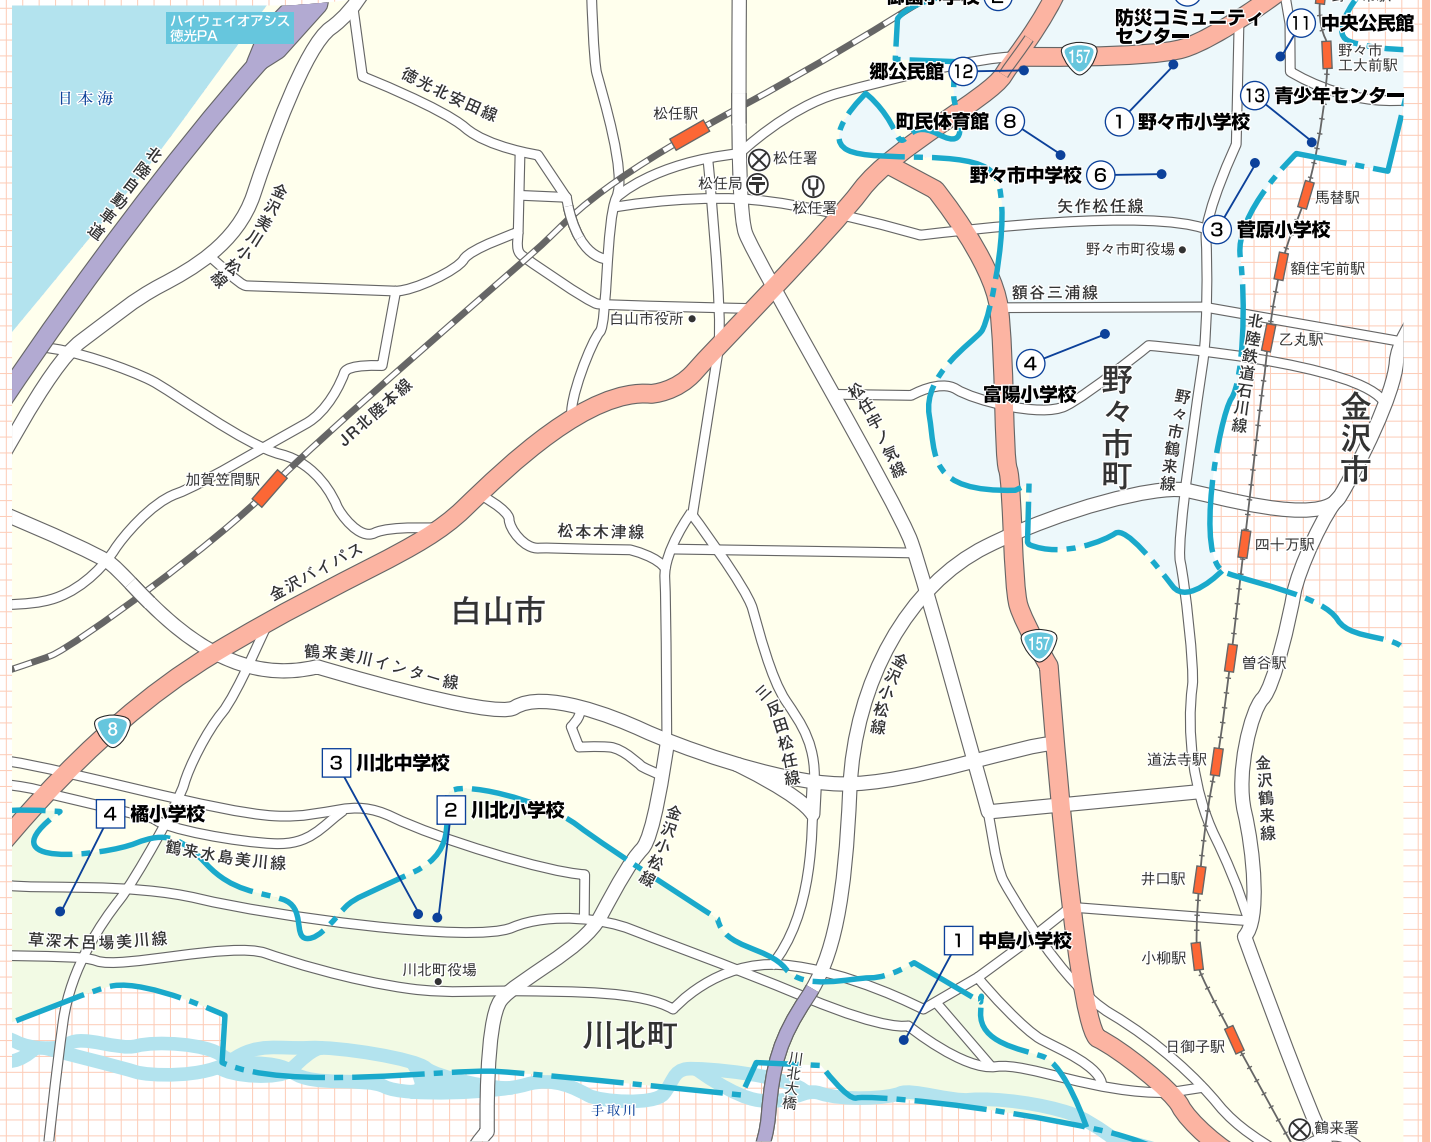 ハイウェイオアシス
徳光PA
日本海
北陸自動車道
金沢美川小松線
徳光北安田線
松任駅
松任署
松任局
松任署
郷公民館 12
157
防災コミュニティ
センター
11 中央公民館
野々市
工大前駅
13 青少年センター
町民体育館 8
1 野々市小学校
野々市中学校 6
馬替駅
矢作松任線
3 菅原小学校
野々市町役場
額住宅前駅
額谷三浦線
白山市役所
北陸鉄道石川線
乙丸駅
4
富陽小学校
野々市町
野々市鶴来線
金沢市
松任宇ノ気線
JR北陸本線
加賀笠間駅
松本木津線
四十万駅
金沢バイパス
白山市
157
曽谷駅
鶴来美川インター線
金沢小松線
三反田松任線
8
道法寺駅
金沢鶴来線
3 川北中学校
2 川北小学校
4 橘小学校
鶴来水島美川線
金沢小松線
井口駅
草深木呂場美川線
1 中島小学校
小柳駅
川北町役場
川北町
日御子駅
川北大橋
手取川
鶴来署